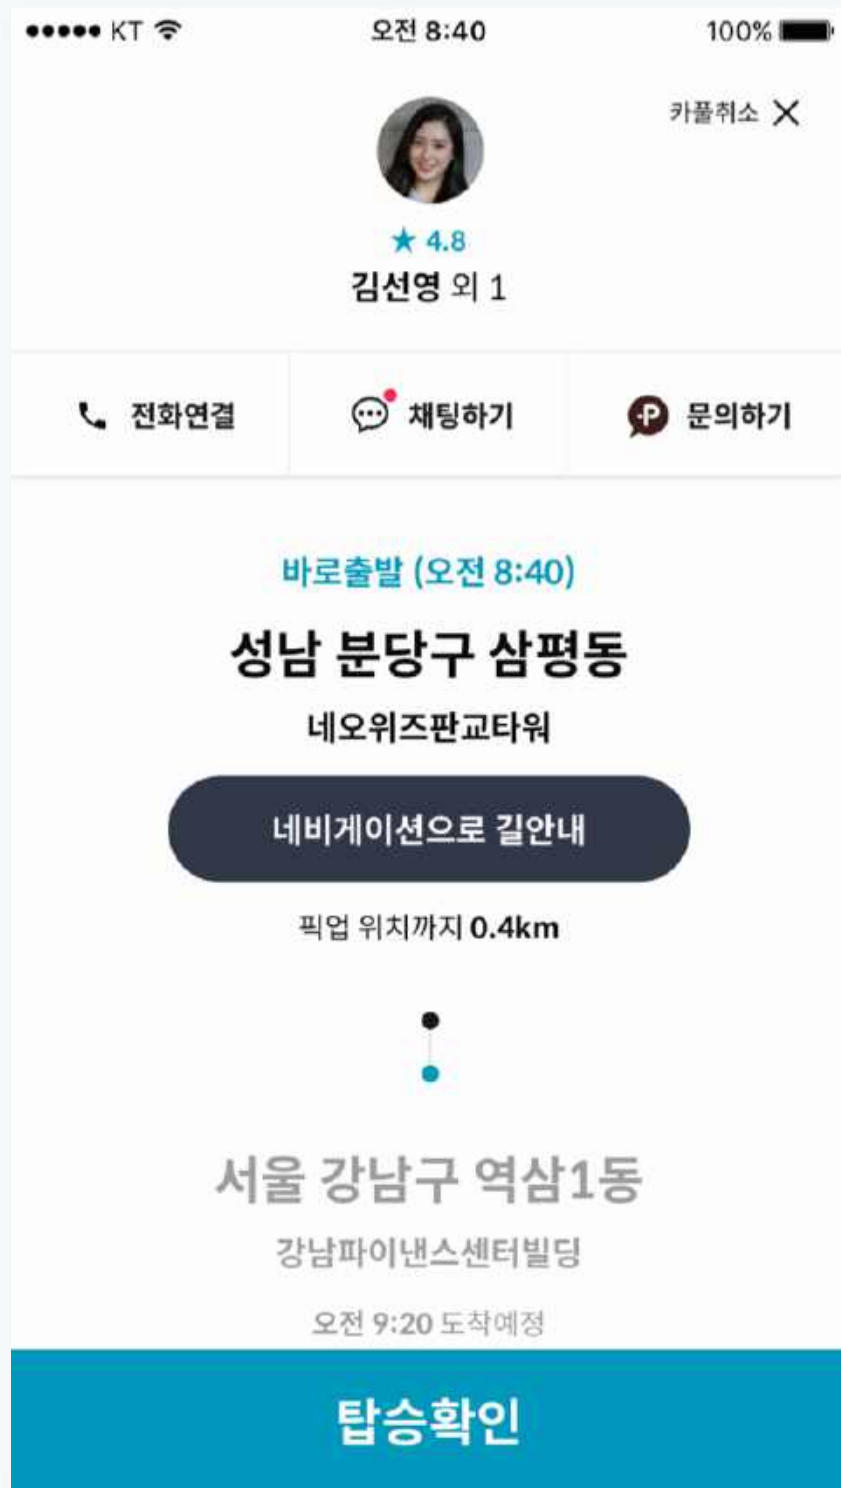 KT 오전 8:40 100%
카풀취소
★ 4.8
김선영 외 1
전화연결 채팅하기 P 문의하기
바로출발 (오전 8:40)
성남 분당구 삼평동
네오위즈판교타워
네비게이션으로 길안내
픽업 위치까지 0.4km
서울 강남구 역삼1동
강남파이낸스센터빌딩
오전 9:20 도착예정
탑승확인